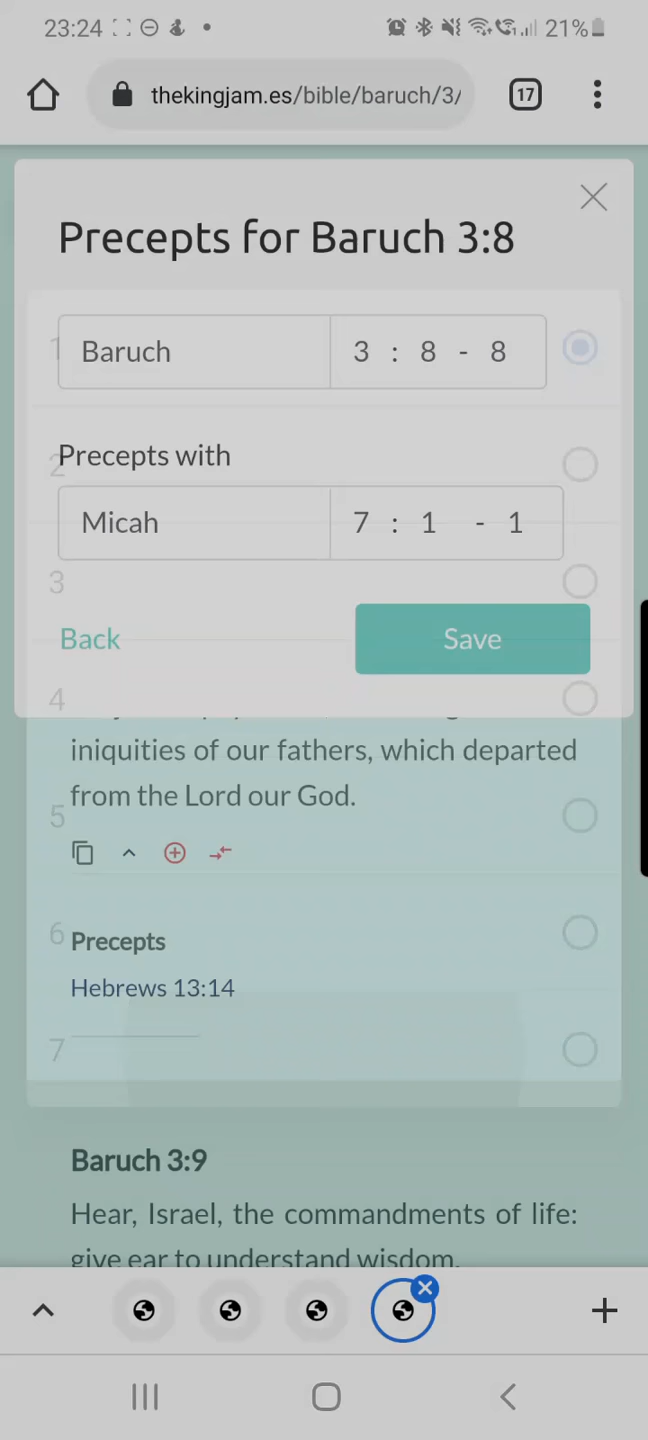 23:24
21%
thekingjam.es/bible/baruch/3/
17
Precepts for Baruch 3:8
1
Baruch 3 : 8 - 8
2
Precepts with
Micah 7 : 1 - 1
3
Back Save
4
iniquities of our fathers, which departed
from the Lord our God.
5
6
Precepts
Hebrews 13:14
7
Baruch 3:9
Hear, Israel, the commandments of life:
give ear to understand wisdom.